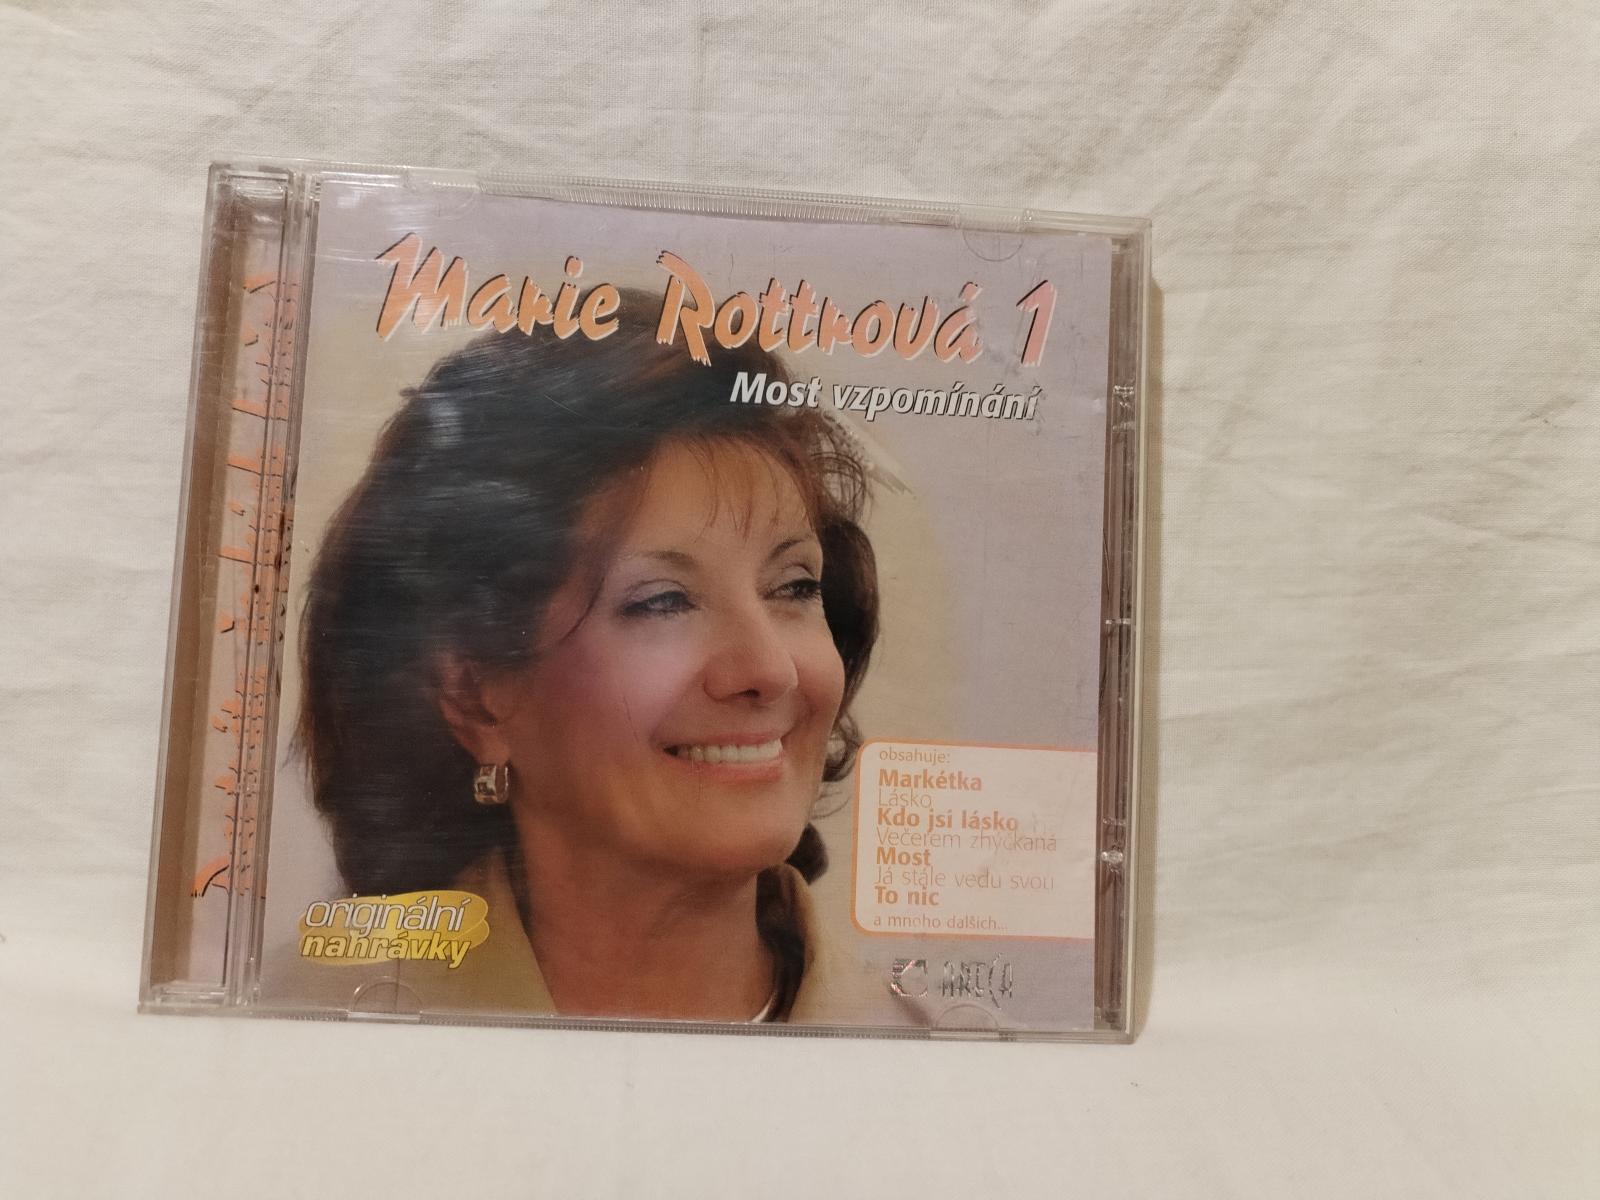 Marie Rottrová 1
Most vzpomínání
obsahuje:
Markétka
Lásko
Kdo jsi lásko
Večerem zhýčkaná
Most
Já stále vedu svou
To nic
a mnoho dalších...
originální
nahrávky
ARECA